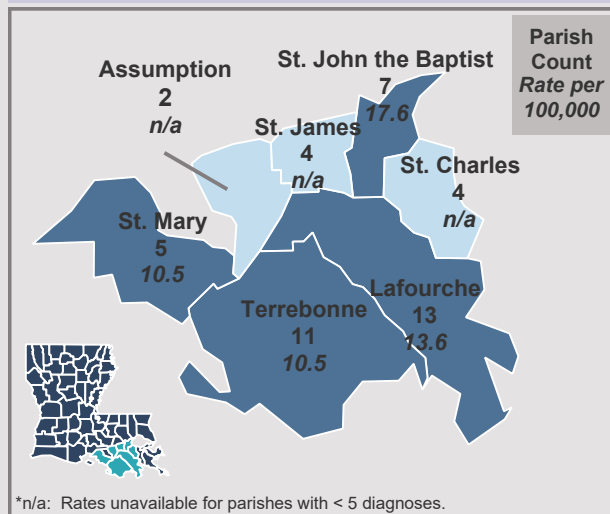 Parish
Count
Rate per
100,000
St. John the Baptist
7
17.6
Assumption
2
n/a
St. James
4
n/a
St. Charles
4
n/a
St. Mary
5
10.5
Lafourche
13
13.6
Terrebonne
11
10.5
*n/a: Rates unavailable for parishes with < 5 diagnoses.